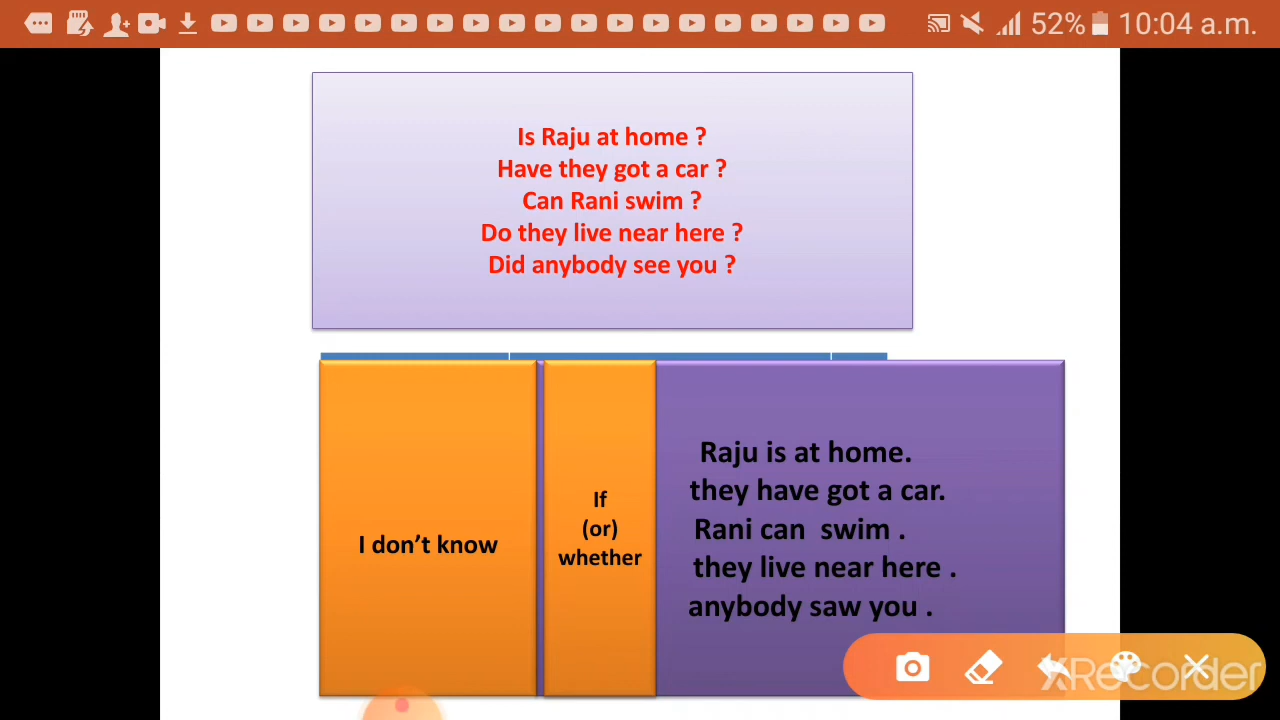 52% 10:04 a.m.
Is Raju at home ?
Have they got a car ?
Can Rani swim ?
Do they live near here ?
Did anybody see you ?
I don’t know
If
(or)
whether
Raju is at home.
they have got a car.
Rani can swim .
they live near here .
anybody saw you .
XRecorder